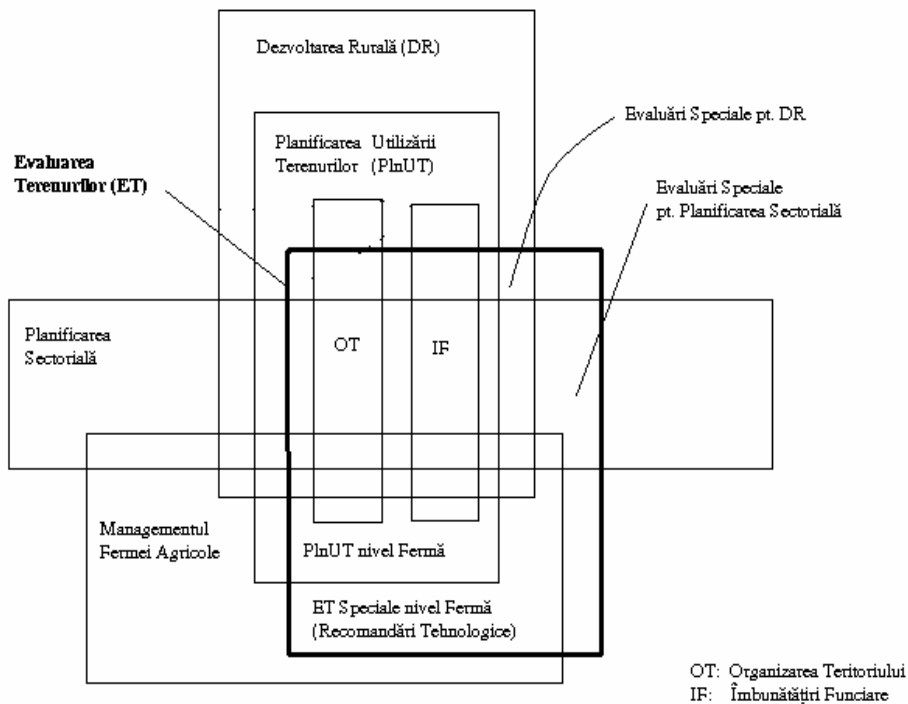 Dezvoltarea Rurală (DR)
Evaluări Speciale pt. DR
Planificarea Utilizării
Terenurilor (PlnUT)
Evaluarea
Terenurilor (ET)
Evaluări Speciale
pt. Planificarea Sectorială
Planificarea
Sectorială
OT
IF
Managementul
Fermei Agricole
PlnUT nivel Fermă
ET Speciale nivel Fermă
(Recomandări Tehnologice)
OT: Organizarea Teritoriului
IF: Îmbunătăţiri Funciare